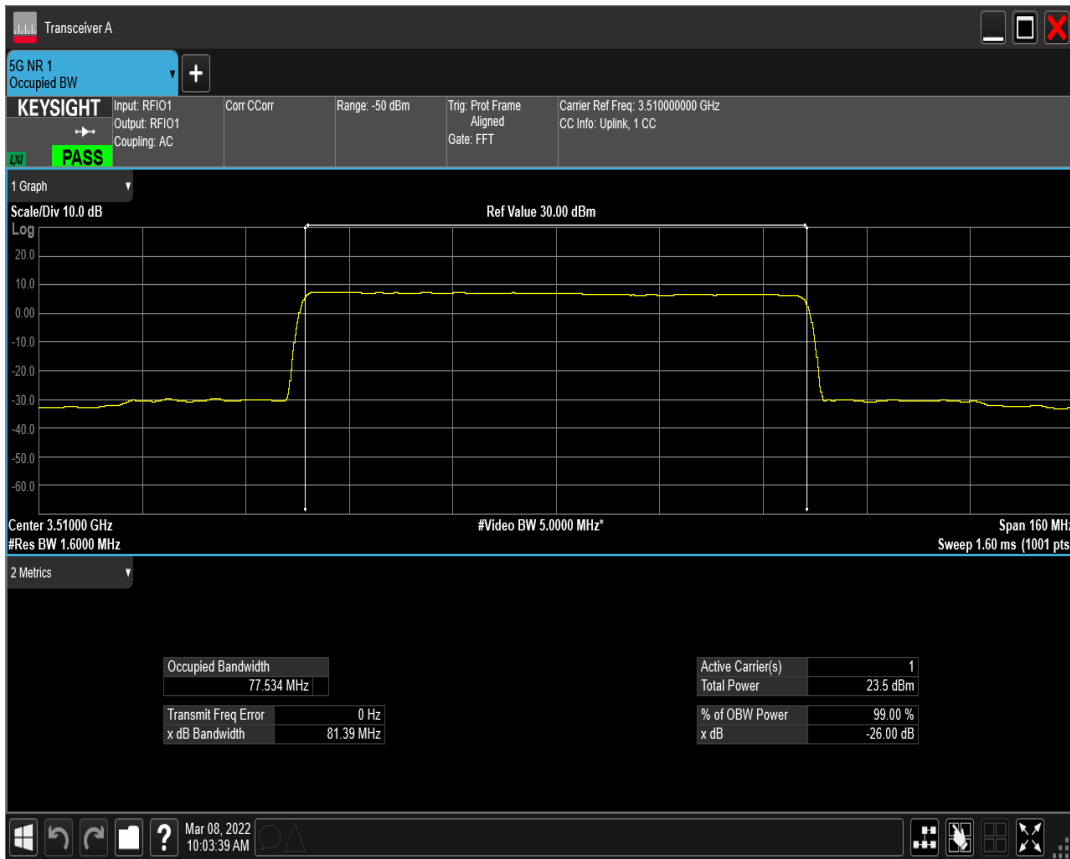 Transceiver A
5G NR 1
Occupied BW
KEYSIGHT
LXI
PASS
Input: RFIO1
Output: RFIO1
Coupling: AC
Corr CCorr
Range: -50 dBm
Trig: Prot Frame
Aligned
Gate: FFT
Carrier Ref Freq: 3.510000000 GHz
CC Info: Uplink, 1 CC
1 Graph
Scale/Div 10.0 dB
Ref Value 30.00 dBm
Log
20.0
10.0
0.00
-10.0
-20.0
-30.0
-40.0
-50.0
-60.0
Center 3.51000 GHz
#Video BW 5.0000 MHz*
Span 160 MHz
#Res BW 1.6000 MHz
Sweep 1.60 ms (1001 pts
2 Metrics
Occupied Bandwidth
77.534 MHz
Transmit Freq Error 0 Hz
x dB Bandwidth 81.39 MHz
Active Carrier(s) 1
Total Power 23.5 dBm
% of OBW Power 99.00 %
x dB -26.00 dB
Mar 08, 2022
10:03:39 AM